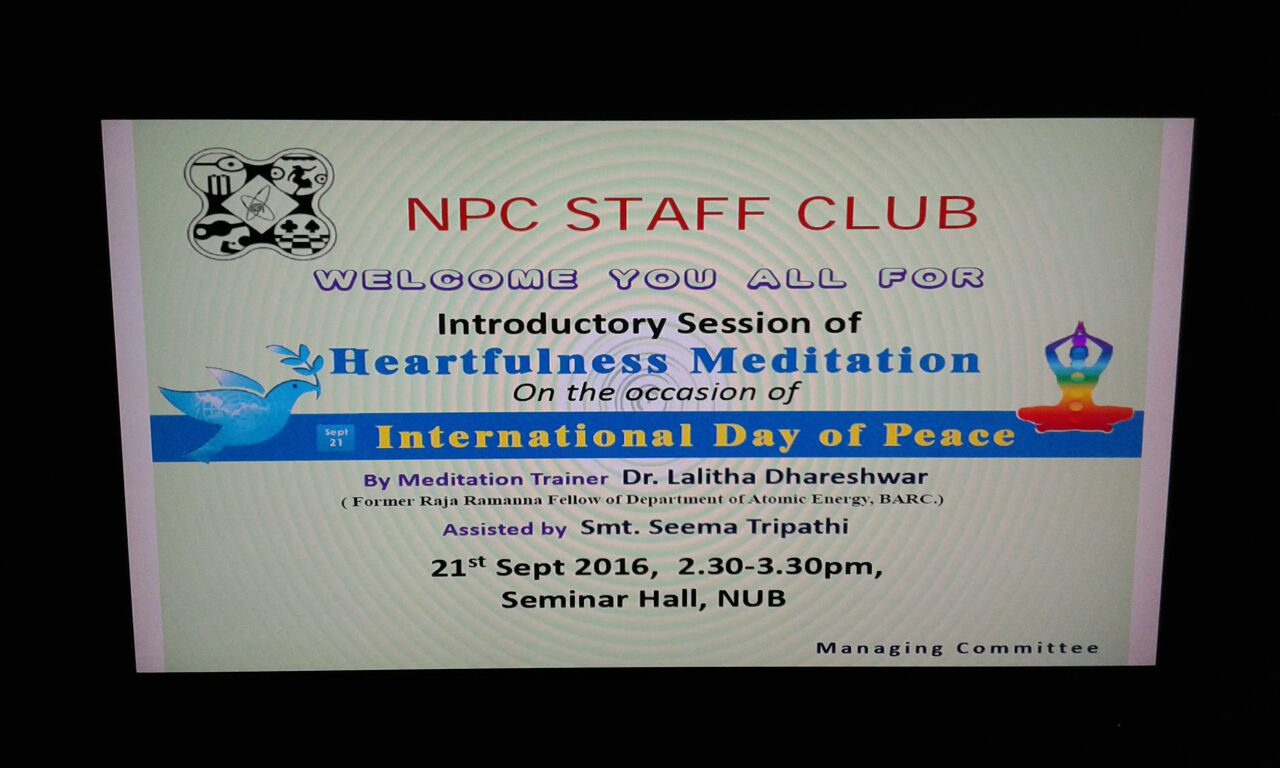 NPC STAFF CLUB
WELCOME YOU ALL FOR
Introductory Session of
Heartfulness Meditation
On the occasion of
Sept
21
International Day of Peace
By Meditation Trainer Dr. Lalitha Dhareshwar
( Former Raja Ramanna Fellow of Department of Atomic Energy, BARC.)
Assisted by Smt. Seema Tripathi
21st Sept 2016, 2.30-3.30pm,
Seminar Hall, NUB
Managing Committee